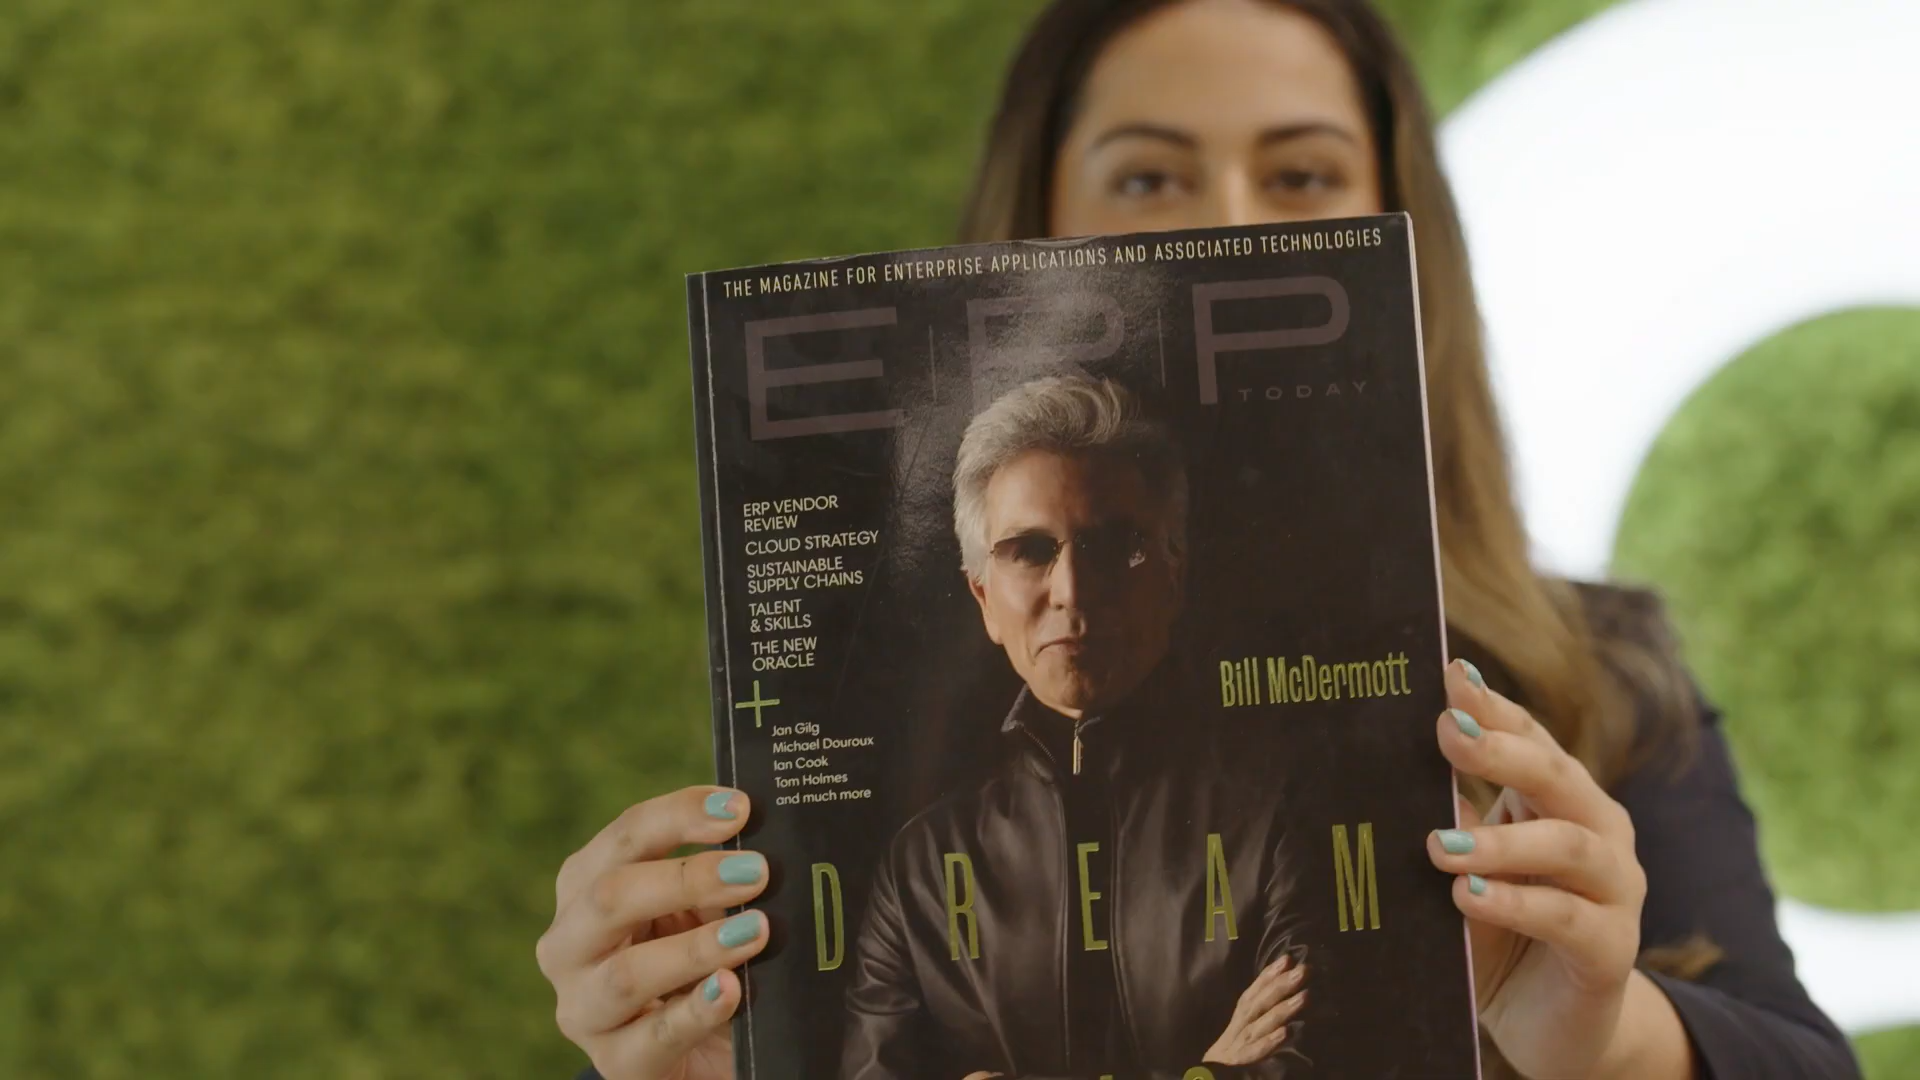 THE MAGAZINE FOR ENTERPRISE APPLICATIONS AND ASSOCIATED TECHNOLOGIES
E|R|P
TODAY
ERP VENDOR
REVIEW
CLOUD STRATEGY
SUSTAINABLE
SUPPLY CHAINS
TALENT
& SKILLS
THE NEW
ORACLE
+
Jan Gilg
Michael Douroux
Ian Cook
Tom Holmes
and much more
Bill McDermott
DREAM